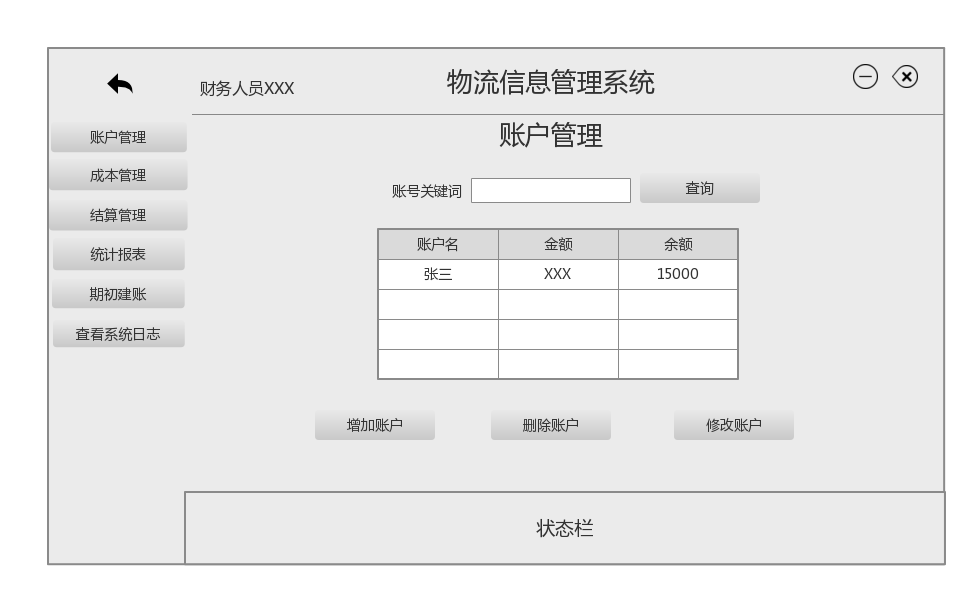 财务人员XXX
物流信息管理系统
账户管理
账户管理
成本管理
结算管理
统计报表
期初建账
查看系统日志
账号关键词
查询
账户名 金额 余额
张三 XXX 15000
增加账户 删除账户 修改账户
状态栏